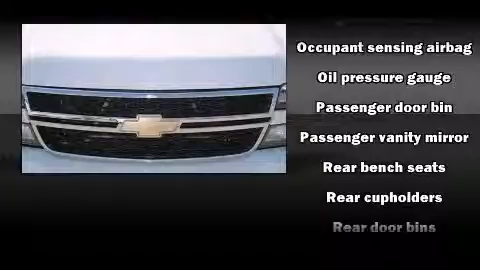 Occupant sensing airbag
Oil pressure gauge
Passenger door bin
Passenger vanity mirror
Rear bench seats
Rear cupholders
Rear door bins